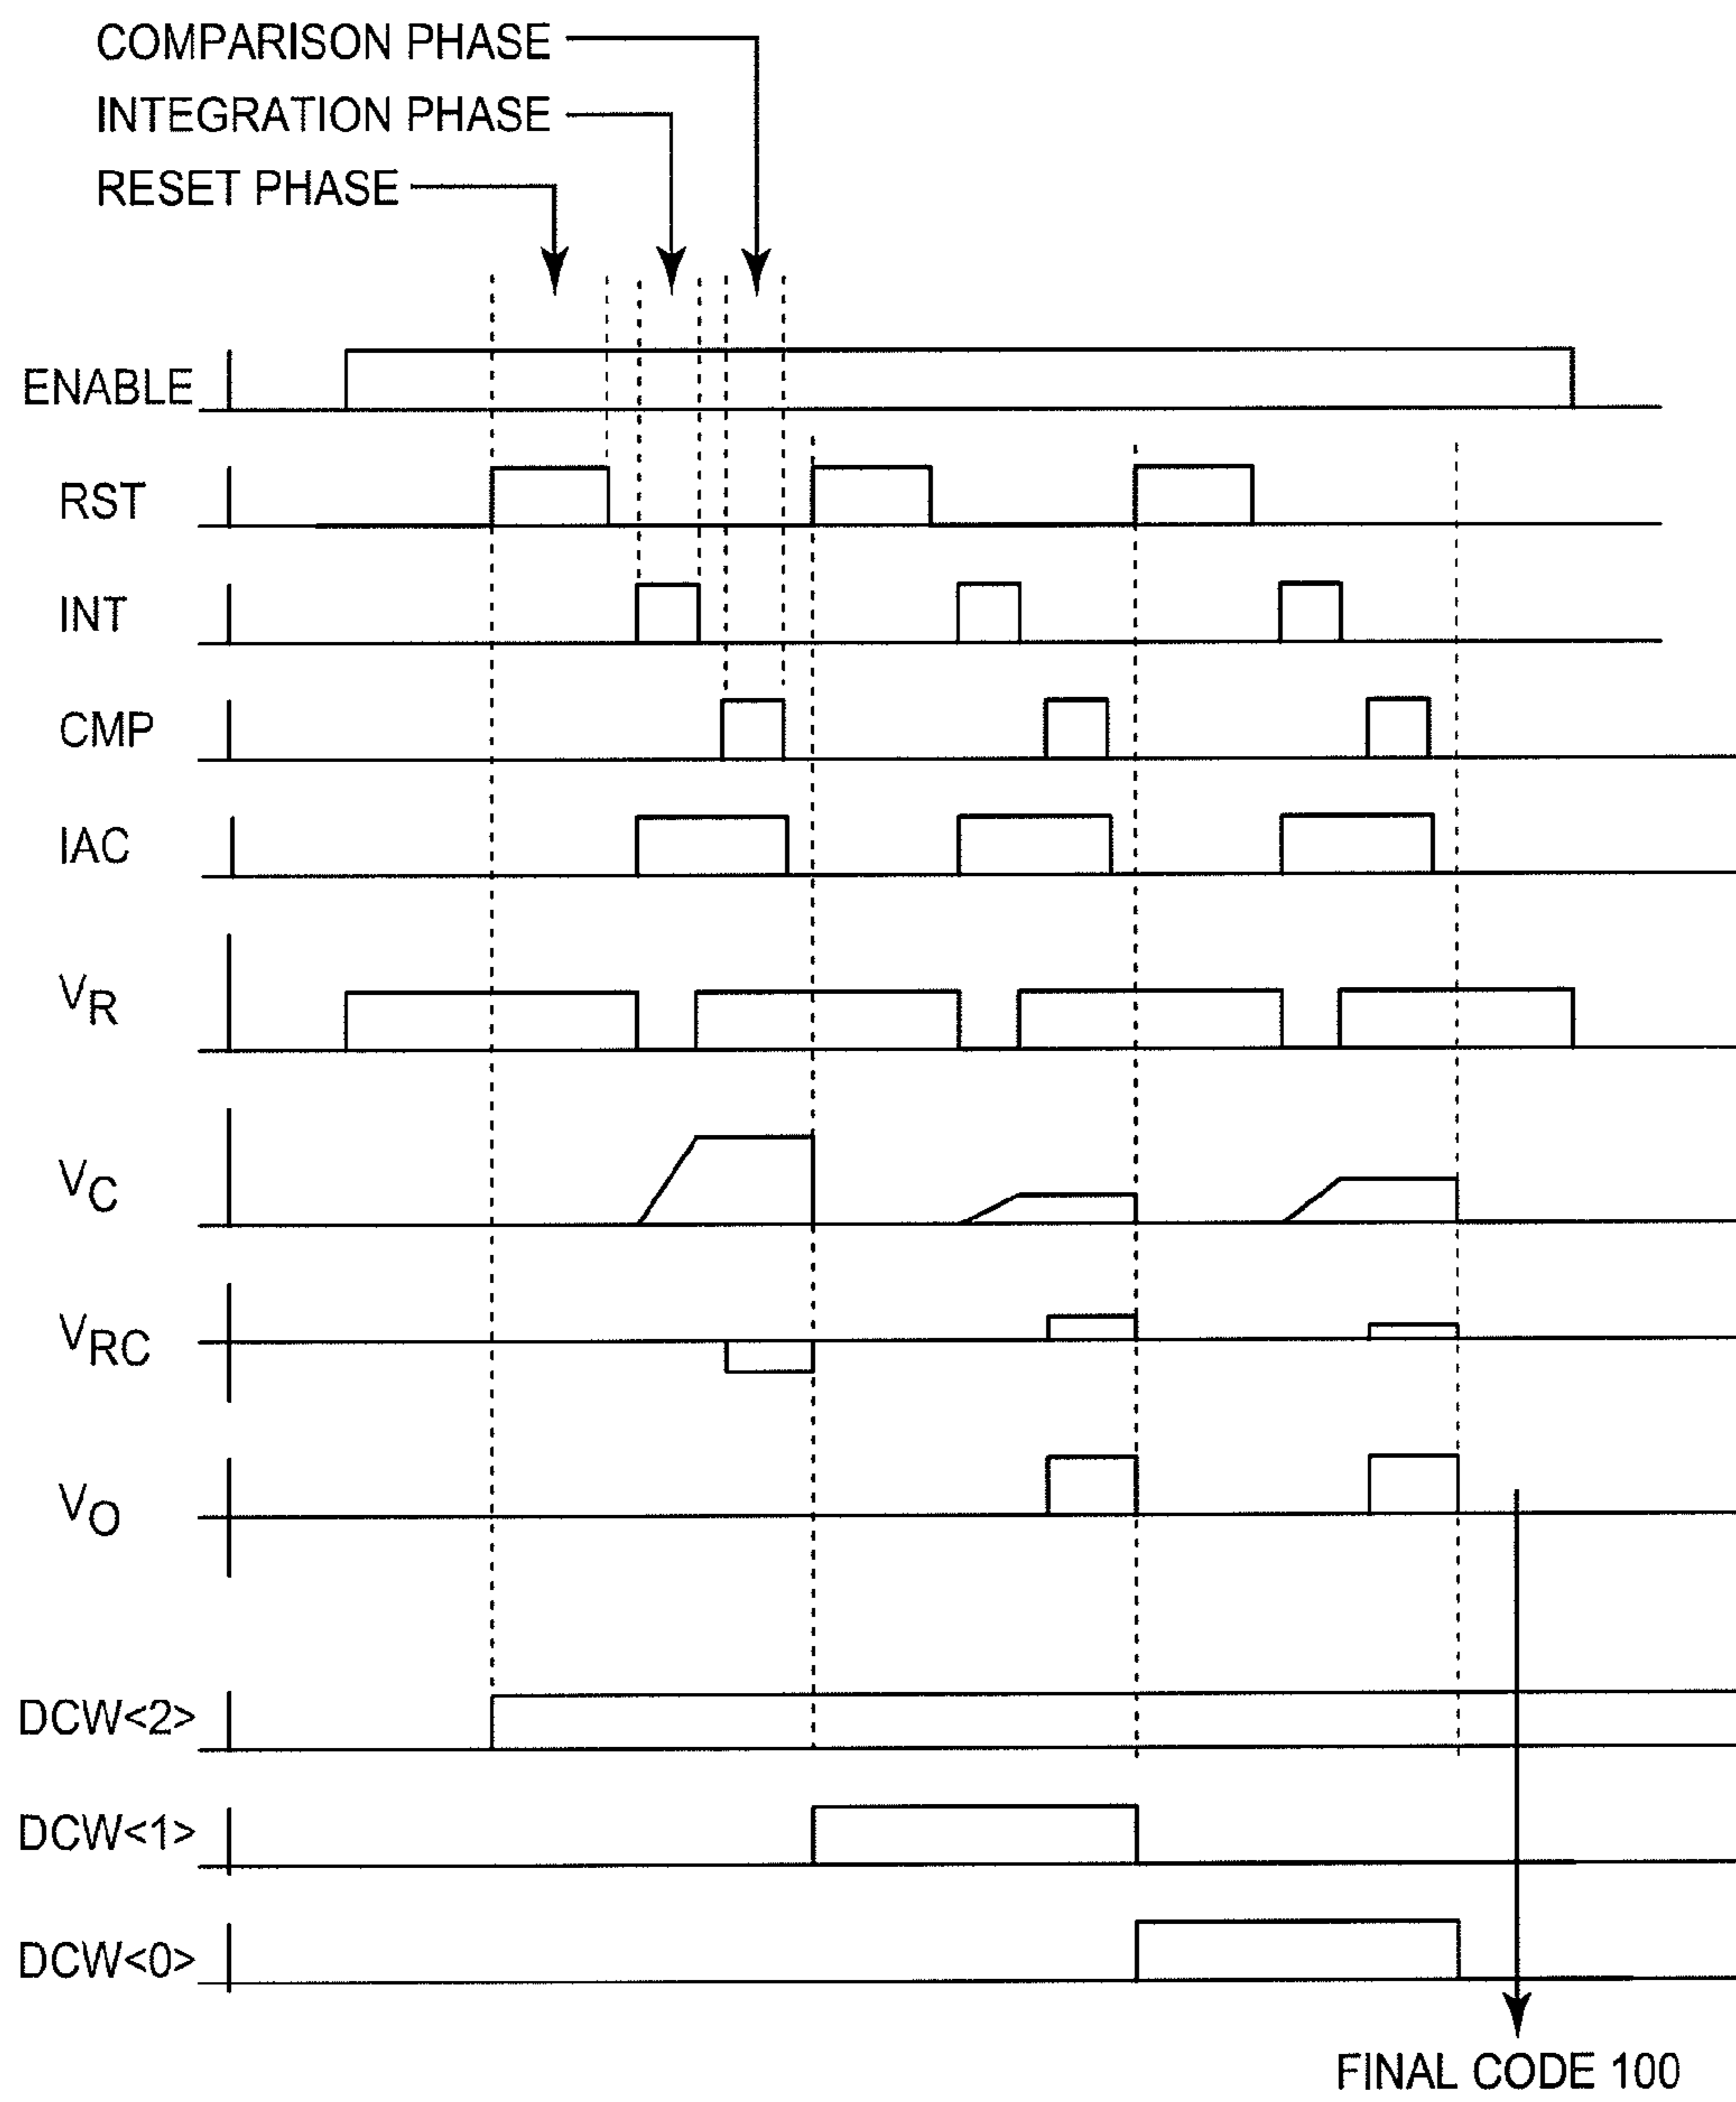 COMPARISON PHASE
INTEGRATION PHASE
RESET PHASE
ENABLE
RST
INT
CMP
IAC
VR
VC
VRC
VO
DCW<2>
DCW<1>
DCW<0>
FINAL CODE 100